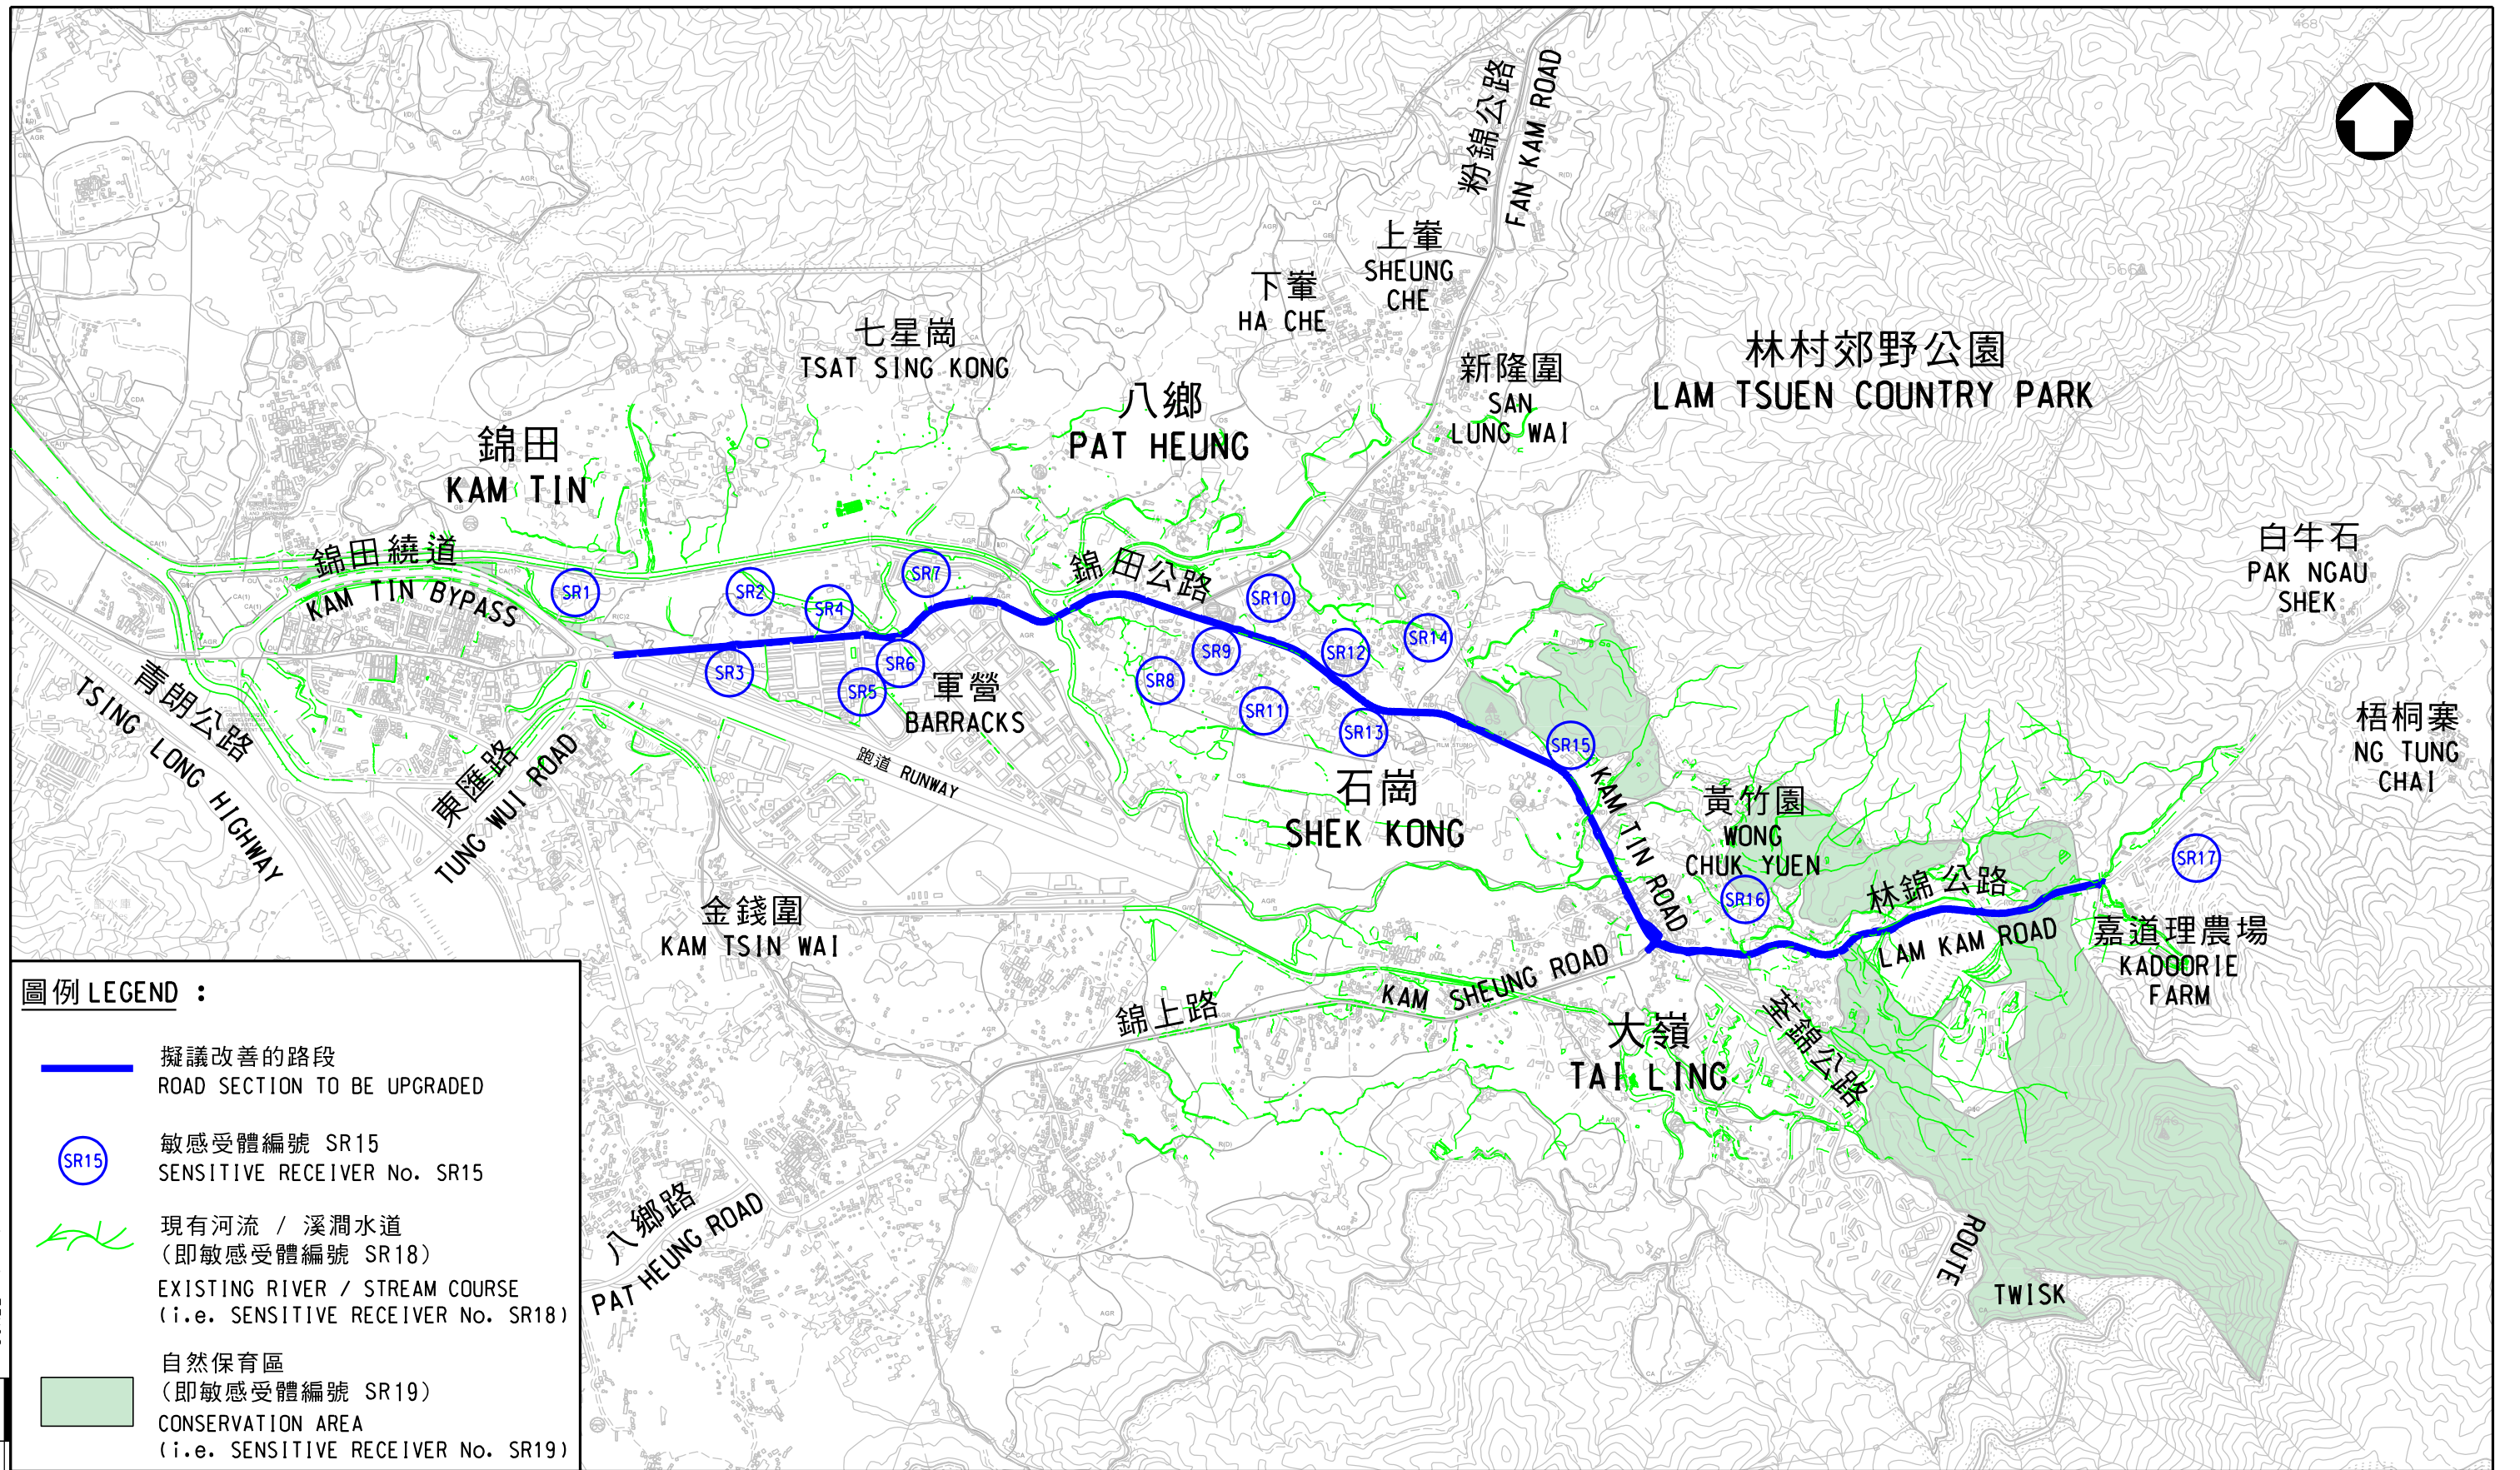 粉錦公路
FAN KAM ROAD
上輋
SHEUNG
CHE
下輋
HA CHE
七星崗
TSAT SING KONG
新隆圍
SAN
LUNG WAI
林村郊野公園
LAM TSUEN COUNTRY PARK
八鄉
PAT HEUNG
錦田
KAM TIN
錦田繞道
KAM TIN BYPASS
錦田公路
白牛石
PAK NGAU
SHEK
SR1
SR2
SR4
SR7
SR10
SR3
SR5
SR6
SR8
SR9
SR11
SR12
SR13
SR14
SR15
軍營
BARRACKS
跑道 RUNWAY
青朗公路
TSING LONG HIGHWAY
東匯路
TUNG WUI ROAD
石崗
SHEK KONG
KAM TIN ROAD
黃竹園
WONG
CHUK YUEN
SR16
梧桐寨
NG TUNG
CHAI
SR17
林錦公路
LAM KAM ROAD
嘉道理農場
KADOORIE
FARM
金錢圍
KAM TSIN WAI
錦上路
KAM SHEUNG ROAD
大嶺
TAI LING
荃錦公路
ROUTE
TWISK
八鄉路
PAT HEUNG ROAD
圖例 LEGEND :
擬議改善的路段
ROAD SECTION TO BE UPGRADED
SR15
敏感受體編號 SR15
SENSITIVE RECEIVER No. SR15
現有河流 / 溪澗水道
(即敏感受體編號 SR18)
EXISTING RIVER / STREAM COURSE
(i.e. SENSITIVE RECEIVER No. SR18)
自然保育區
(即敏感受體編號 SR19)
CONSERVATION AREA
(i.e. SENSITIVE RECEIVER No. SR19)